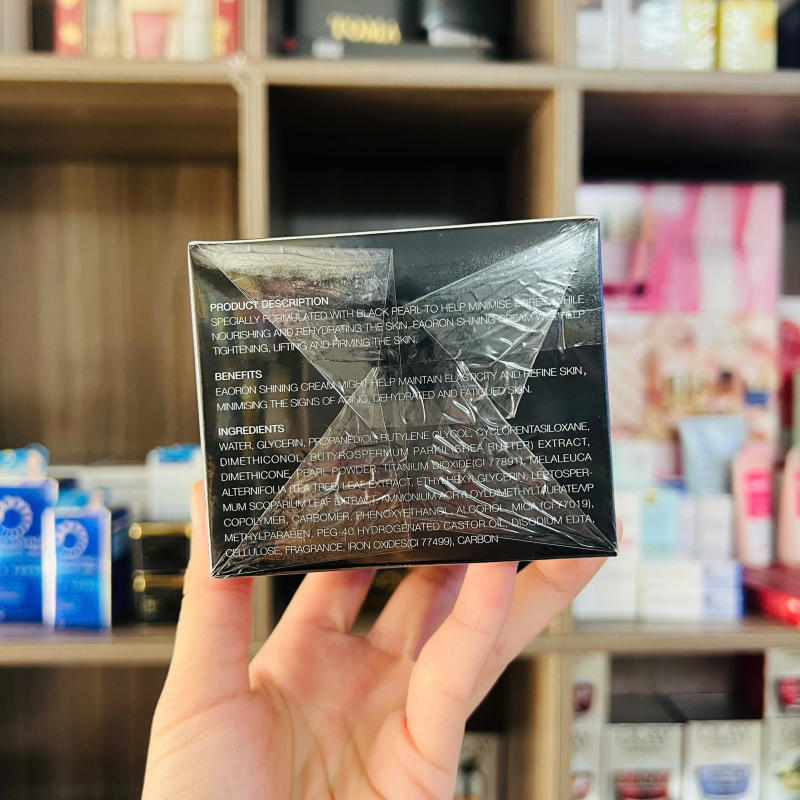 TOMA
PRODUCT DESCRIPTION
SPECIALLY FORMULATED WITH BLACK PEARL TO HELP MINIMISE PORES WHILE
NOURISHING AND REHYDRATING THE SKIN. EAORON SHINING CREAM WILL HELP
TIGHTENING, LIFTING AND FIRMING THE SKIN.
BENEFITS
EAORON SHINING CREAM MIGHT HELP MAINTAIN ELASTICITY AND REFINE SKIN,
MINIMISING THE SIGNS OF AGING, DEHYDRATED AND FATIGUED SKIN.
INGREDIENTS
WATER, GLYCERIN, PROPANEDIOL, BUTYLENE GLYCOL, CYCLORENTASILOXANE,
DIMETHICONOL, BUTYROSPERMUM PARKII (SREA BUTTER) EXTRACT,
DIMETHICONE, PEARL POWDER, TITANIUM DIOXIDE(CI 77891), MELALEUCA
ALTERNIFOLIA (TEA TREE) LEAF EXTRACT, ETHYLHEXYLGLYCERIN, LEPTOSPER-
MUM SCOPARIUM LEAF EXTRACT, AMMONIUM ACRYLOYLDIMETHYLTAURATE/VP
COPOLYMER, CARBOMER, PHENOXYETHANOL, ALCOHOL, MICA (CI 77019),
METHYLPARABEN, PEG-40 HYDROGENATED CASTOR OIL, DISODIUM EDTA,
CELLULOSE, FRAGRANCE, IRON OXIDES(CI 77499), CARBON
OLAY